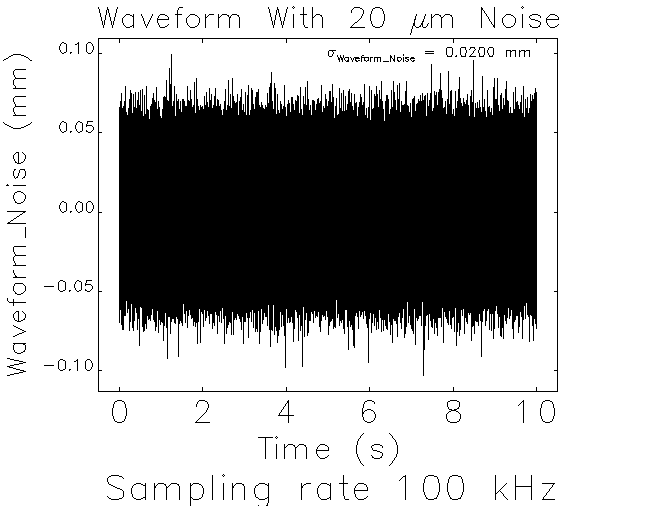 Waveform With 20 μm Noise
σWaveform_Noise = 0.0200 mm
0.10
0.05
0.00
−0.05
−0.10
Waveform_Noise (mm)
0 2 4 6 8 10
Time (s)
Sampling rate 100 kHz